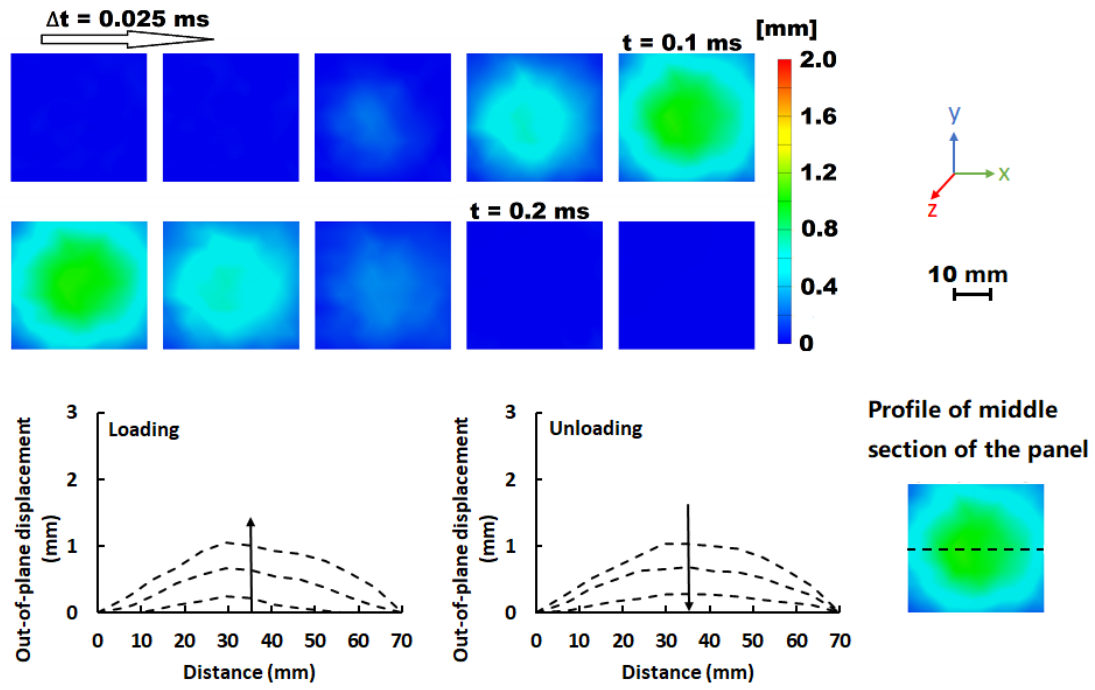 Δt = 0.025 ms
t = 0.1 ms
[mm]
2.0
1.6
1.2
0.8
0.4
0
y
x
z
t = 0.2 ms
10 mm
Out-of-plane displacement
(mm)
3
2
1
0
Loading
0 10 20 30 40 50 60 70
Distance (mm)
Out-of-plane displacement
(mm)
3
2
1
0
Unloading
0 10 20 30 40 50 60 70
Distance (mm)
Profile of middle
section of the panel